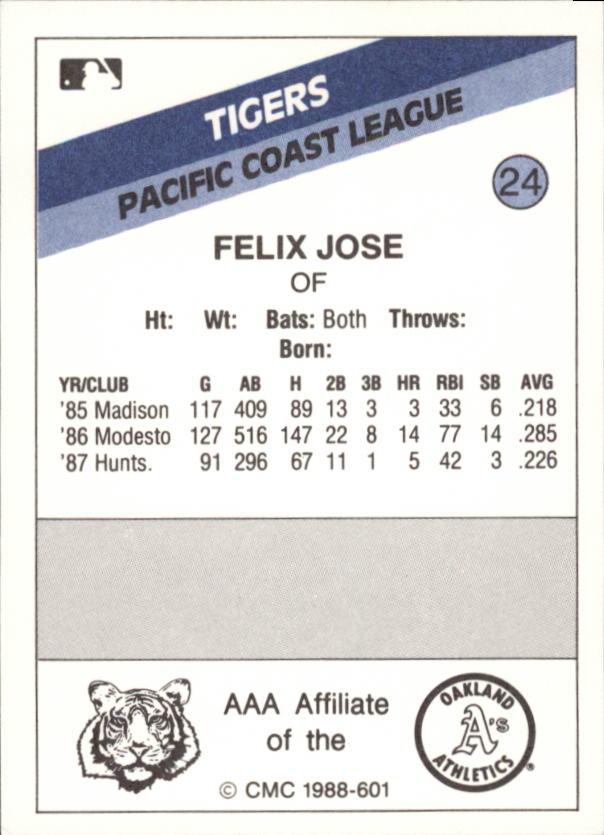 TIGERS
PACIFIC COAST LEAGUE
24
FELIX JOSE
OF
Ht: Wt: Bats: Both Throws:
Born:
YR/CLUB G AB H 2B 3B HR RBI SB AVG
'85 Madison 117 409 89 13 3 3 33 6 .218
'86 Modesto 127 516 147 22 8 14 77 14 .285
'87 Hunts. 91 296 67 11 1 5 42 3 .226
AAA Affiliate
of the
© CMC 1988-601
OAKLAND
A's
ATHLETICS ®